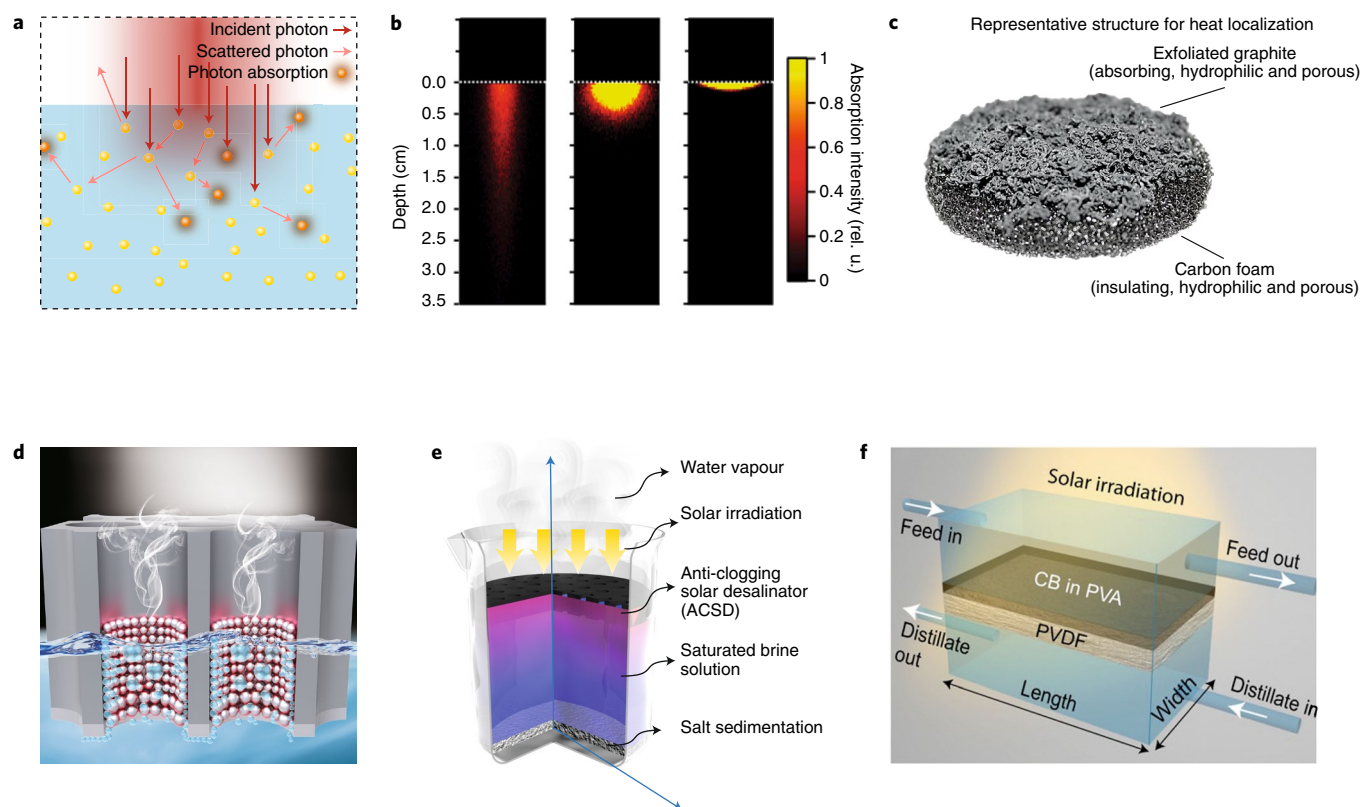 a
Incident photon
Scattered photon
Photon absorption
b
0.0
0.5
1.0
1.5
2.0
2.5
3.0
3.5
Depth (cm)
1
0.8
0.6
0.4
0.2
0
Absorption intensity (rel. u.)
c
Representative structure for heat localization
Exfoliated graphite
(absorbing, hydrophilic and porous)
Carbon foam
(insulating, hydrophilic and porous)
d
e
Water vapour
Solar irradiation
Anti-clogging
solar desalinator
(ACSD)
Saturated brine
solution
Salt sedimentation
f
Solar irradiation
Feed in
Feed out
CB in PVA
PVDF
Distillate
out
Length
Width
Distillate in